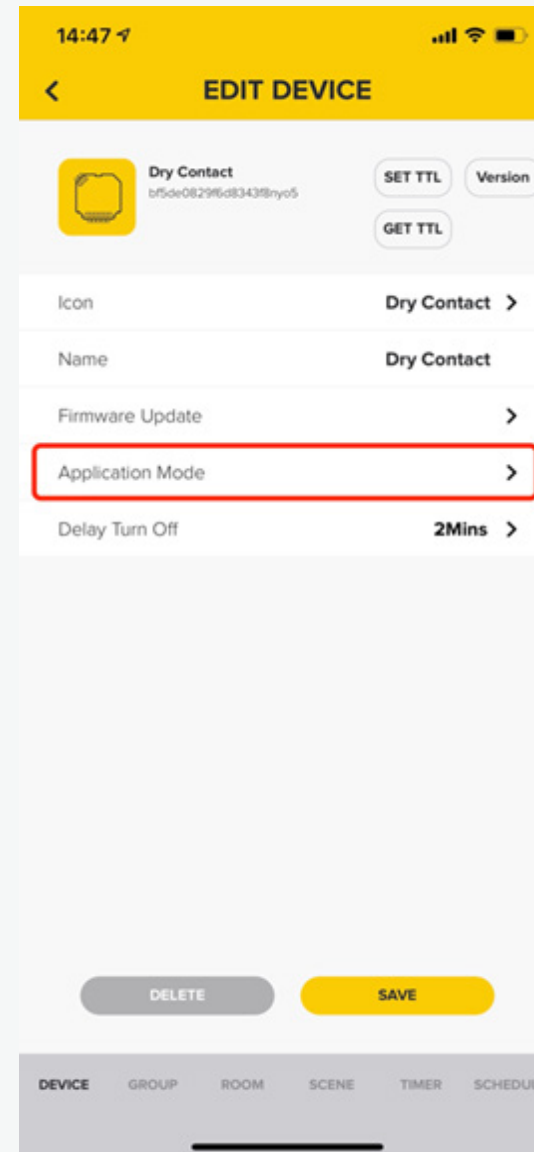 14:47
EDIT DEVICE
Dry Contact
SET TTL
Version
GET TTL
Icon
Dry Contact
Name
Dry Contact
Firmware Update
Application Mode
Delay Turn Off
2Mins
DELETE
SAVE
DEVICE GROUP ROOM SCENE TIMER SCHEDU